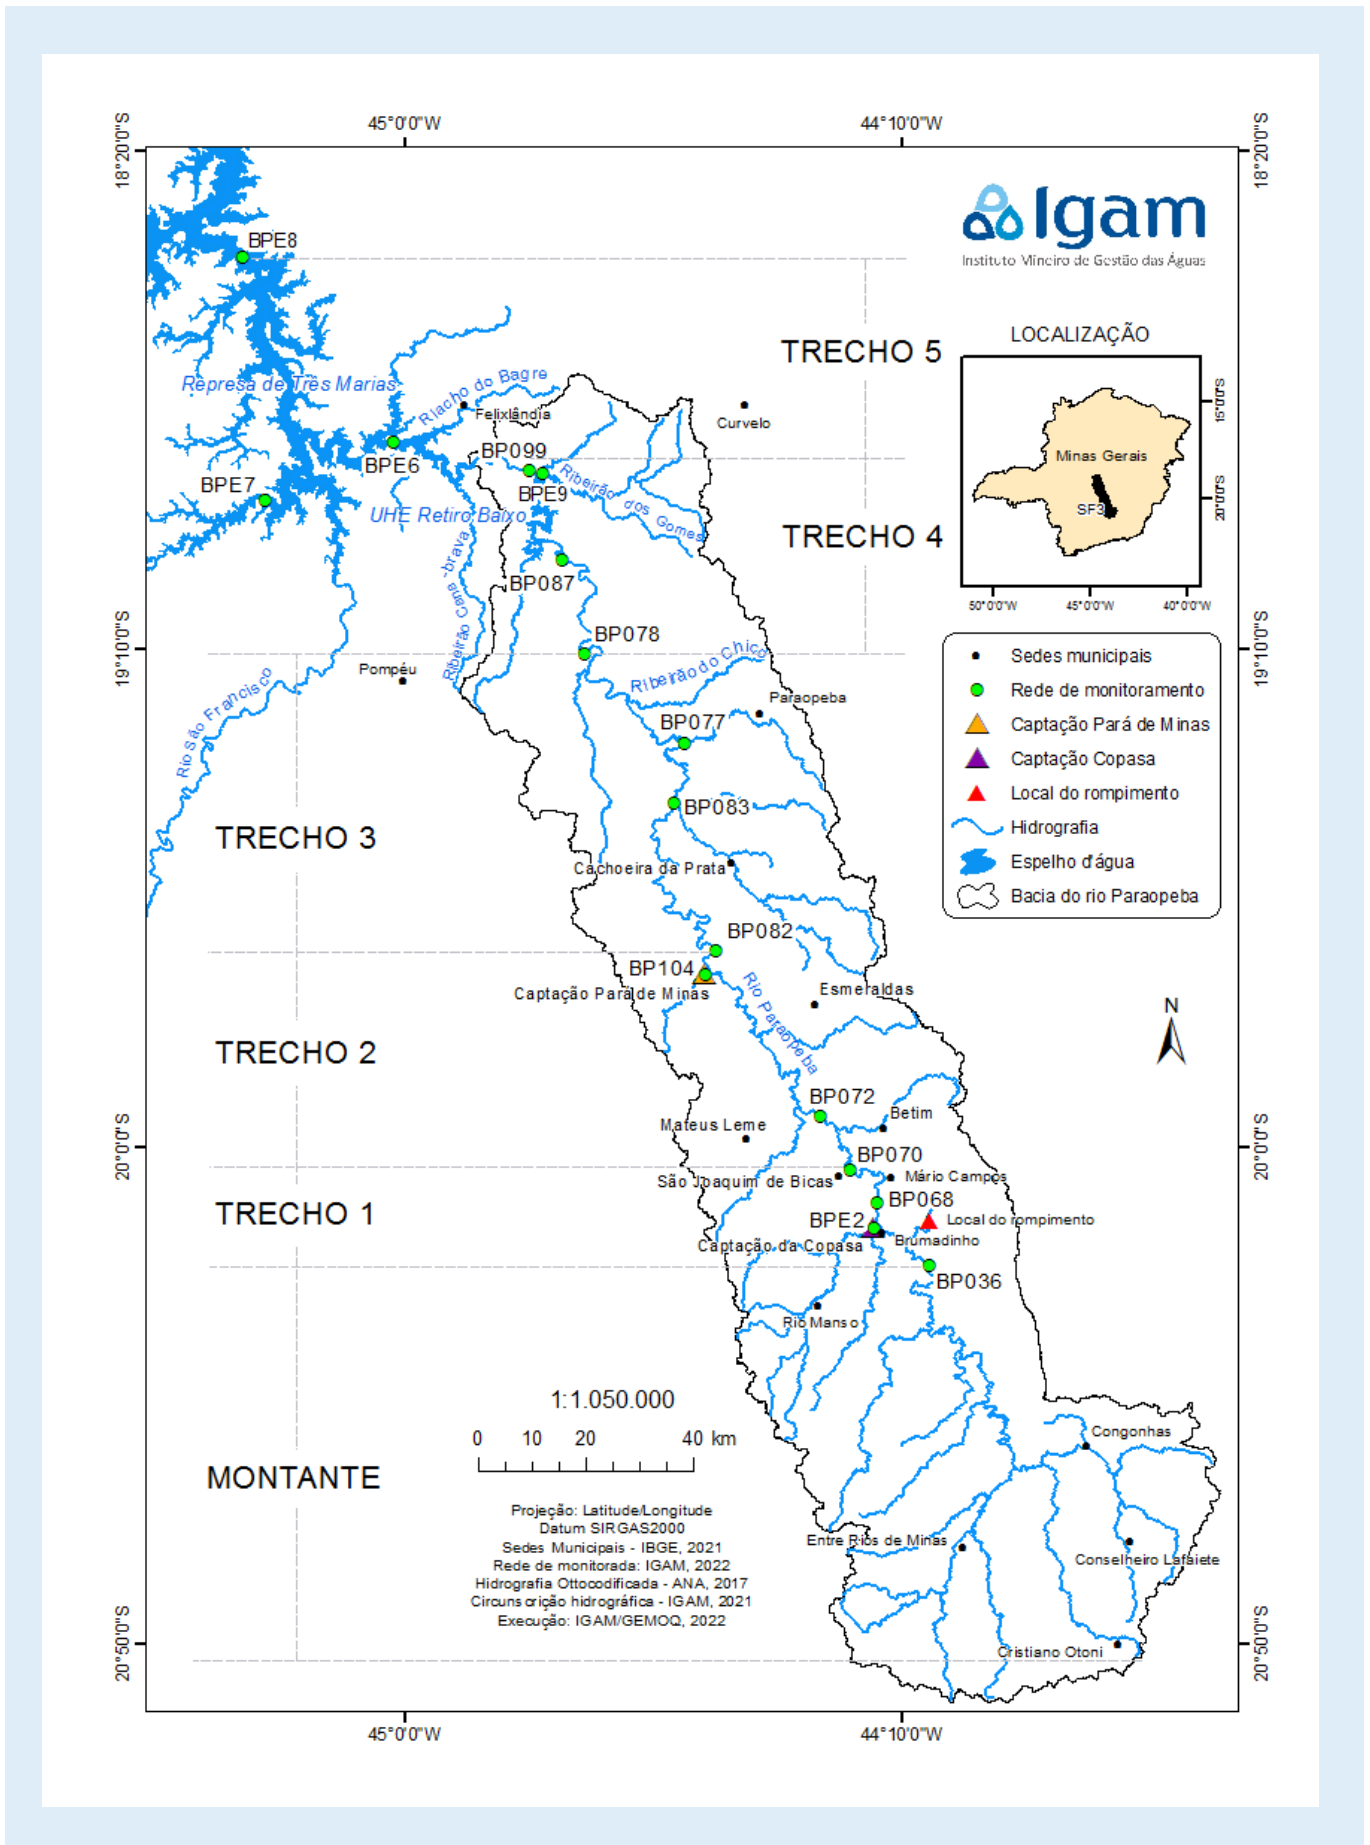 45°0'0"W
44°10'0"W
18°20'0"S
18°20'0"S
Igam
Instituto Mineiro de Gestão das Águas
BPE8
LOCALIZAÇÃO
TRECHO 5
Represa de Três Marias
Riacho do Bagre
Felixlândia
Curvelo
15°0'0"S
Minas Gerais
SF3
20°0'0"S
50°0'0"W
45°0'0"W
40°0'0"W
BP099
BPE6
BPE7
BPE9
Ribeirão dos Gomes
UHE Retiro Baixo
TRECHO 4
BP087
Ribeirão Cana-brava
BP078
19°10'0"S
19°10'0"S
Pompéu
Ribeirão do Chico
Rio São Francisco
Paraopeba
BP077
Sedes municipais
Rede de monitoramento
Captação Pará de Minas
Captação Copasa
Local do rompimento
Hidrografia
Espelho d'água
Bacia do rio Paraopeba
BP083
TRECHO 3
Cachoeira da Prata
BP082
BP104
Captação Pará de Minas
Esmeraldas
Rio Paraopeba
N
TRECHO 2
BP072
Betim
Mateus Leme
20°0'0"S
20°0'0"S
BP070
São Joaquim de Bicas
Mário Campos
BP068
TRECHO 1
BPE2
Local do rompimento
Brumadinho
Captação da Copasa
BP036
Rio Manso
1:1.050.000
0 10 20 40 km
Congonhas
MONTANTE
Projeção: Latitude/Longitude
Datum SIRGAS2000
Sedes Municipais - IBGE, 2021
Rede de monitorada: IGAM, 2022
Hidrografia Ottocodificada - ANA, 2017
Circunscrição hidrográfica - IGAM, 2021
Execução: IGAM/GEMOQ, 2022
Entre Rios de Minas
Conselheiro Lafaiete
Cristiano Otoni
20°50'0"S
20°50'0"S
45°0'0"W
44°10'0"W